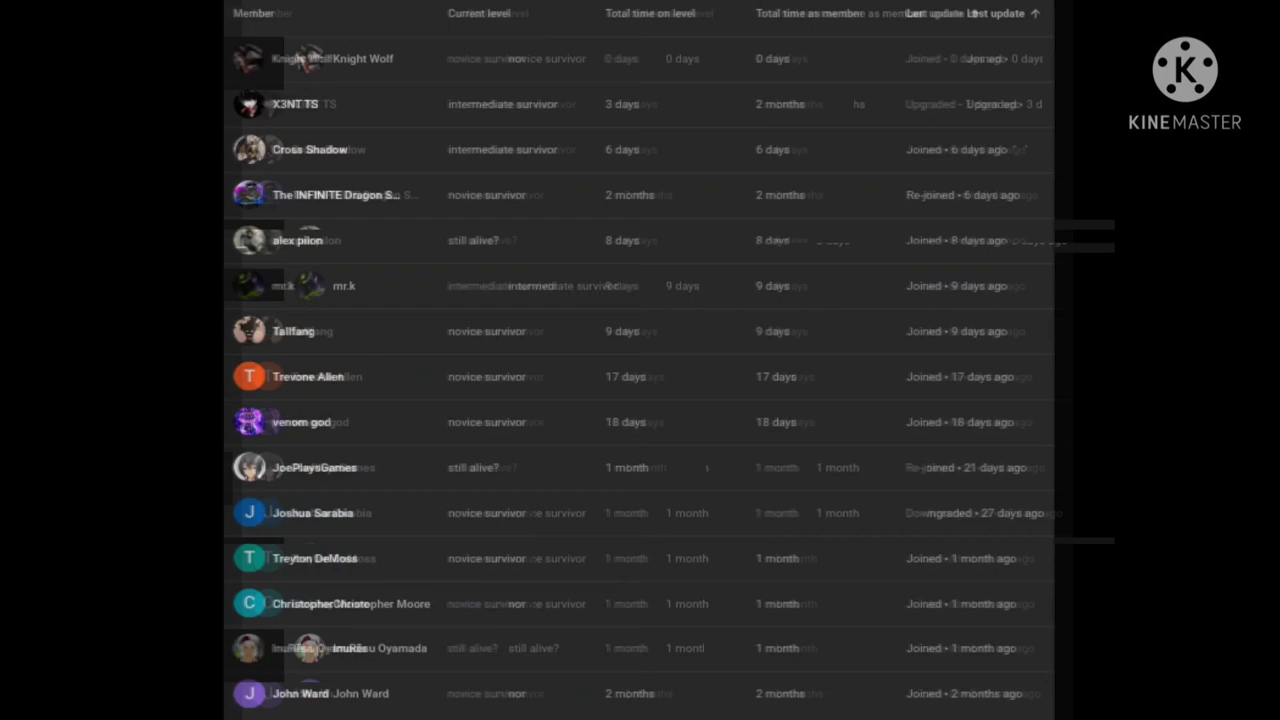 Member Current level Total time on level Total time as member Last update ↑
Knight Wolf novice survivor 0 days 0 days Joined • 0 days
X3NT TS intermediate survivor 3 days 2 months Upgraded • 3 d
Cross Shadow intermediate survivor 6 days 6 days Joined • 6 days ago
The INFINITE Dragon S... novice survivor 2 months 2 months Re-joined • 6 days ago
alex pilon still alive? 8 days 8 days Joined • 8 days ago
mr.k intermediate survivor 9 days 9 days Joined • 9 days ago
Tallfang novice survivor 9 days 9 days Joined • 9 days ago
T Trevone Allen novice survivor 17 days 17 days Joined • 17 days ago
venom god novice survivor 18 days 18 days Joined • 18 days ago
JoePlaysGames still alive? 1 month 1 month Re-joined • 21 days ago
J Joshua Sarabia novice survivor 1 month 1 month Downgraded • 27 days ago
T Treyton DeMoss novice survivor 1 month 1 month Joined • 1 month ago
C Christopher Moore novice survivor 1 month 1 month Joined • 1 month ago
Oyamada still alive? 1 month 1 month Joined • 1 month ago
J John Ward novice survivor 2 months 2 months Joined • 2 months ago
K
KINEMASTER